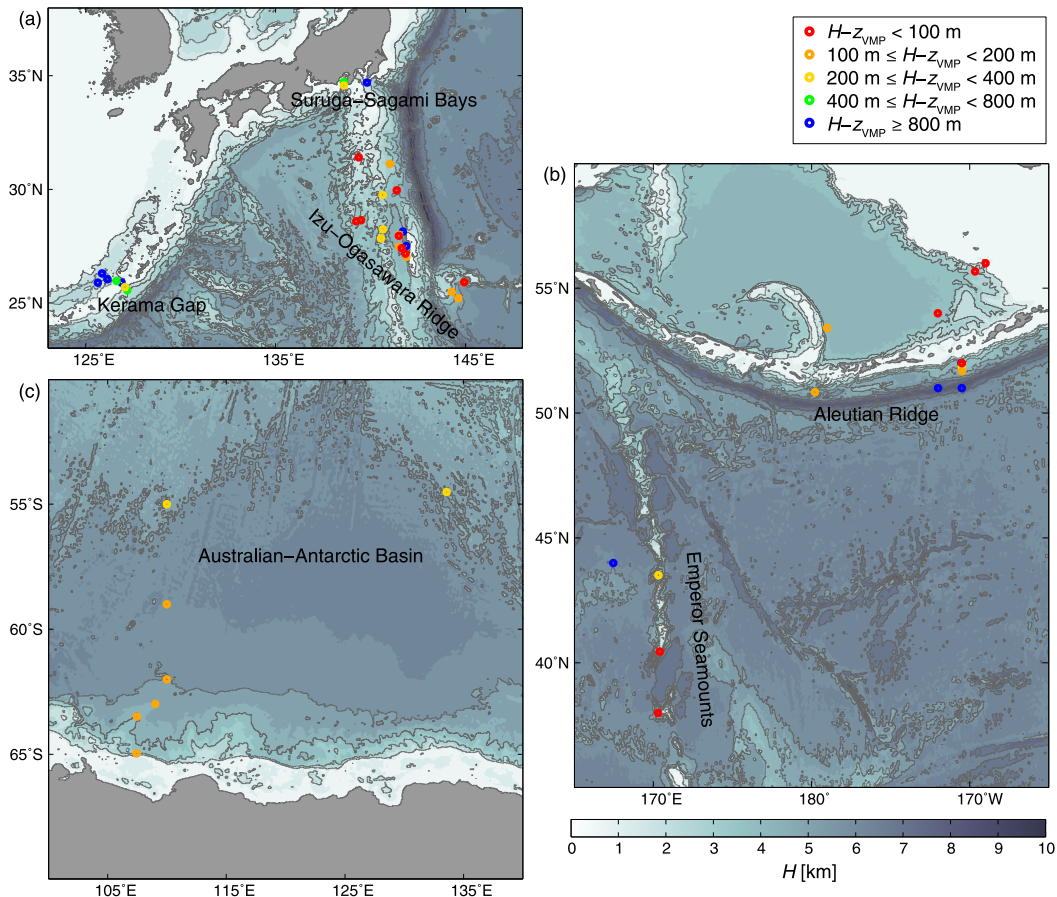 (a)
35˚N
30˚N
25˚N
125˚E
135˚E
145˚E
Suruga−Sagami Bays
Izu−Ogasawara Ridge
Kerama Gap
H−zVMP < 100 m
100 m ≤ H−zVMP < 200 m
200 m ≤ H−zVMP < 400 m
400 m ≤ H−zVMP < 800 m
H−zVMP ≥ 800 m
(b)
55˚N
50˚N
45˚N
40˚N
170˚E
180˚
170˚W
Aleutian Ridge
Emperor Seamounts
(c)
55˚S
60˚S
65˚S
105˚E
115˚E
125˚E
135˚E
Australian−Antarctic Basin
0 1 2 3 4 5 6 7 8 9 10
H [km]